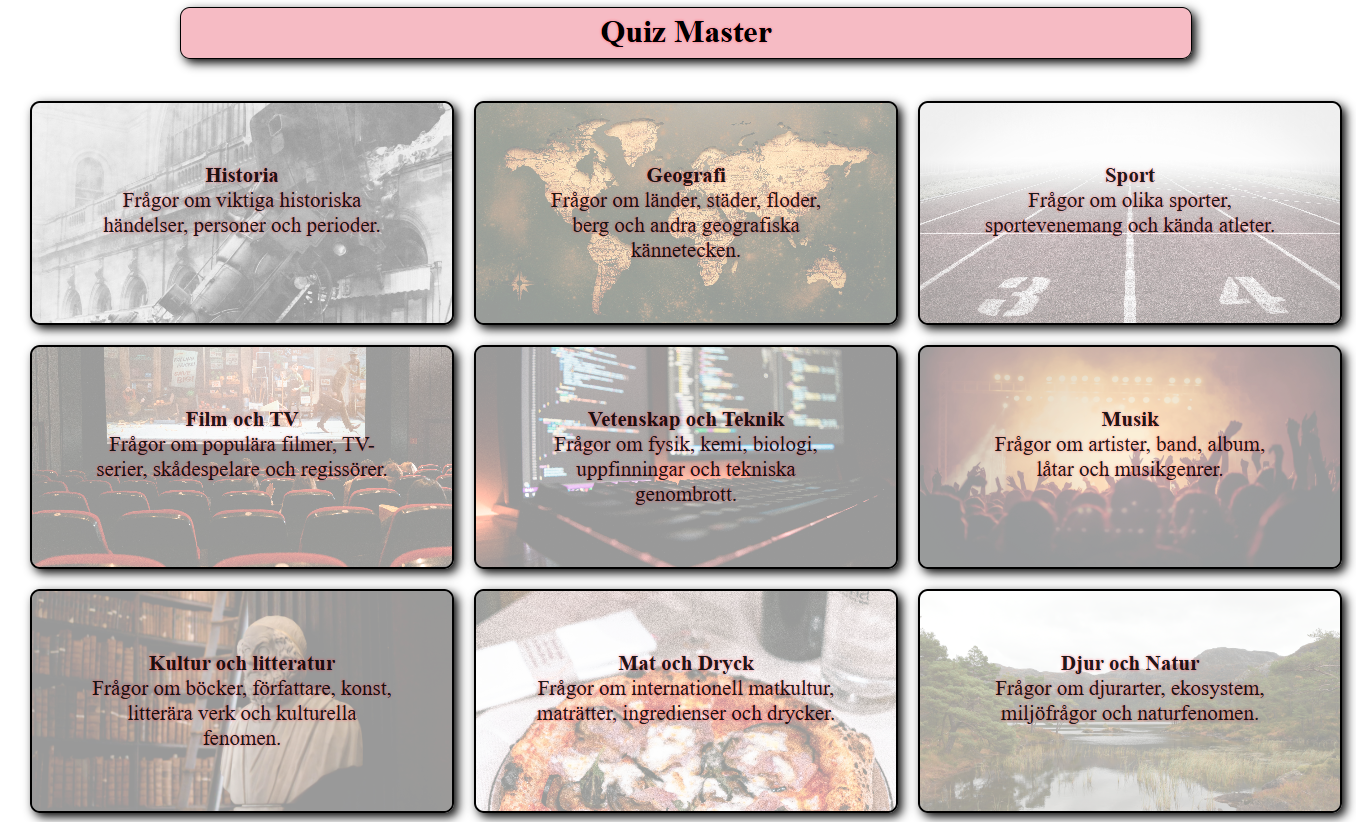 Quiz Master
Historia
Frågor om viktiga historiska
händelser, personer och perioder.
Geografi
Frågor om länder, städer, floder,
berg och andra geografiska
kännetecken.
Sport
Frågor om olika sporter,
sportevenemang och kända atleter.
3 4
Film och TV
Frågor om populära filmer, TV-
serier, skådespelare och regissörer.
Vetenskap och Teknik
Frågor om fysik, kemi, biologi,
uppfinningar och tekniska
genombrott.
Musik
Frågor om artister, band, album,
låtar och musikgenrer.
Kultur och litteratur
Frågor om böcker, författare, konst,
litterära verk och kulturella
fenomen.
Mat och Dryck
Frågor om internationell matkultur,
maträtter, ingredienser och drycker.
Djur och Natur
Frågor om djurarter, ekosystem,
miljöfrågor och naturfenomen.